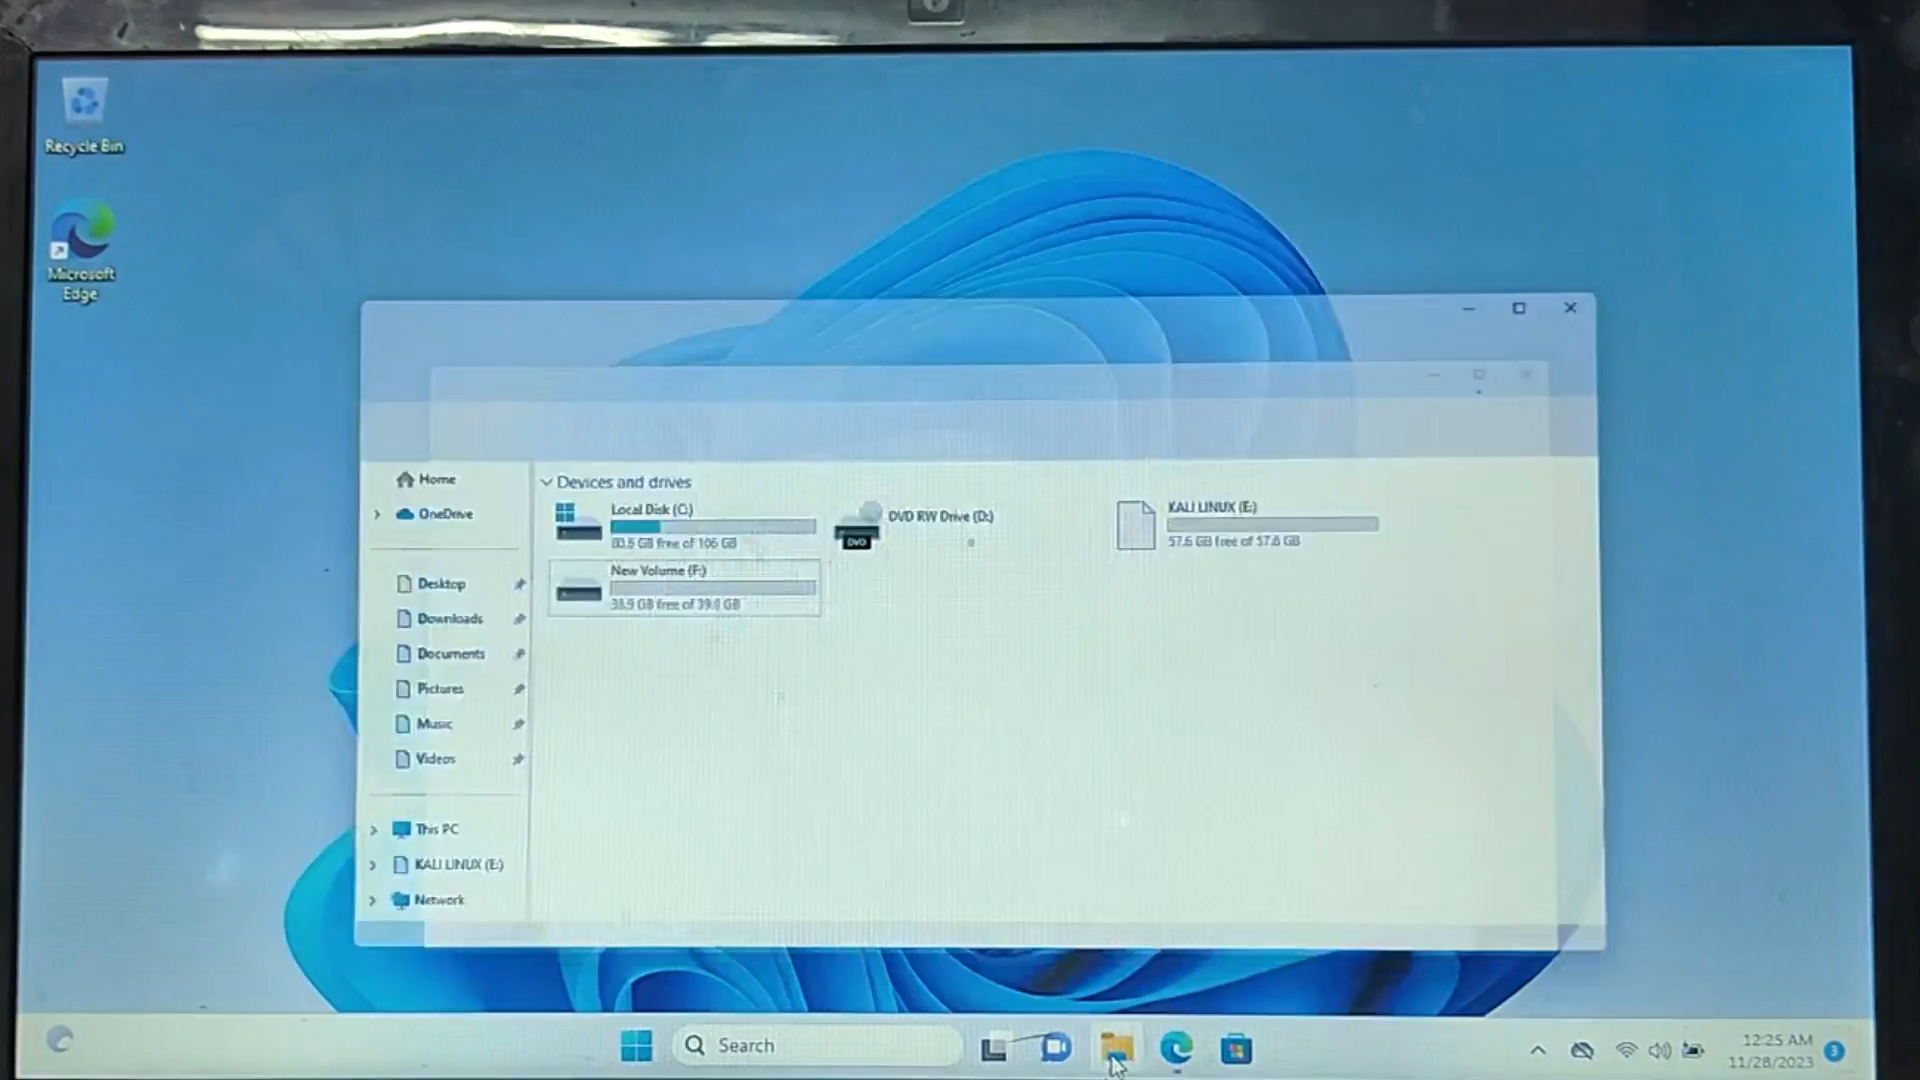 Recycle Bin
Microsoft
Edge
Home
OneDrive
Desktop
Downloads
Documents
Pictures
Music
Videos
This PC
KALI LINUX (E:)
Network
Devices and drives
Local Disk (C:)
80.6 GB free of 106 GB
DVD RW Drive (D:)
DVD
KALI LINUX (E:)
57.6 GB free of 57.6 GB
New Volume (F:)
38.9 GB free of 39.0 GB
Search
12:25 AM
11/28/2023
3